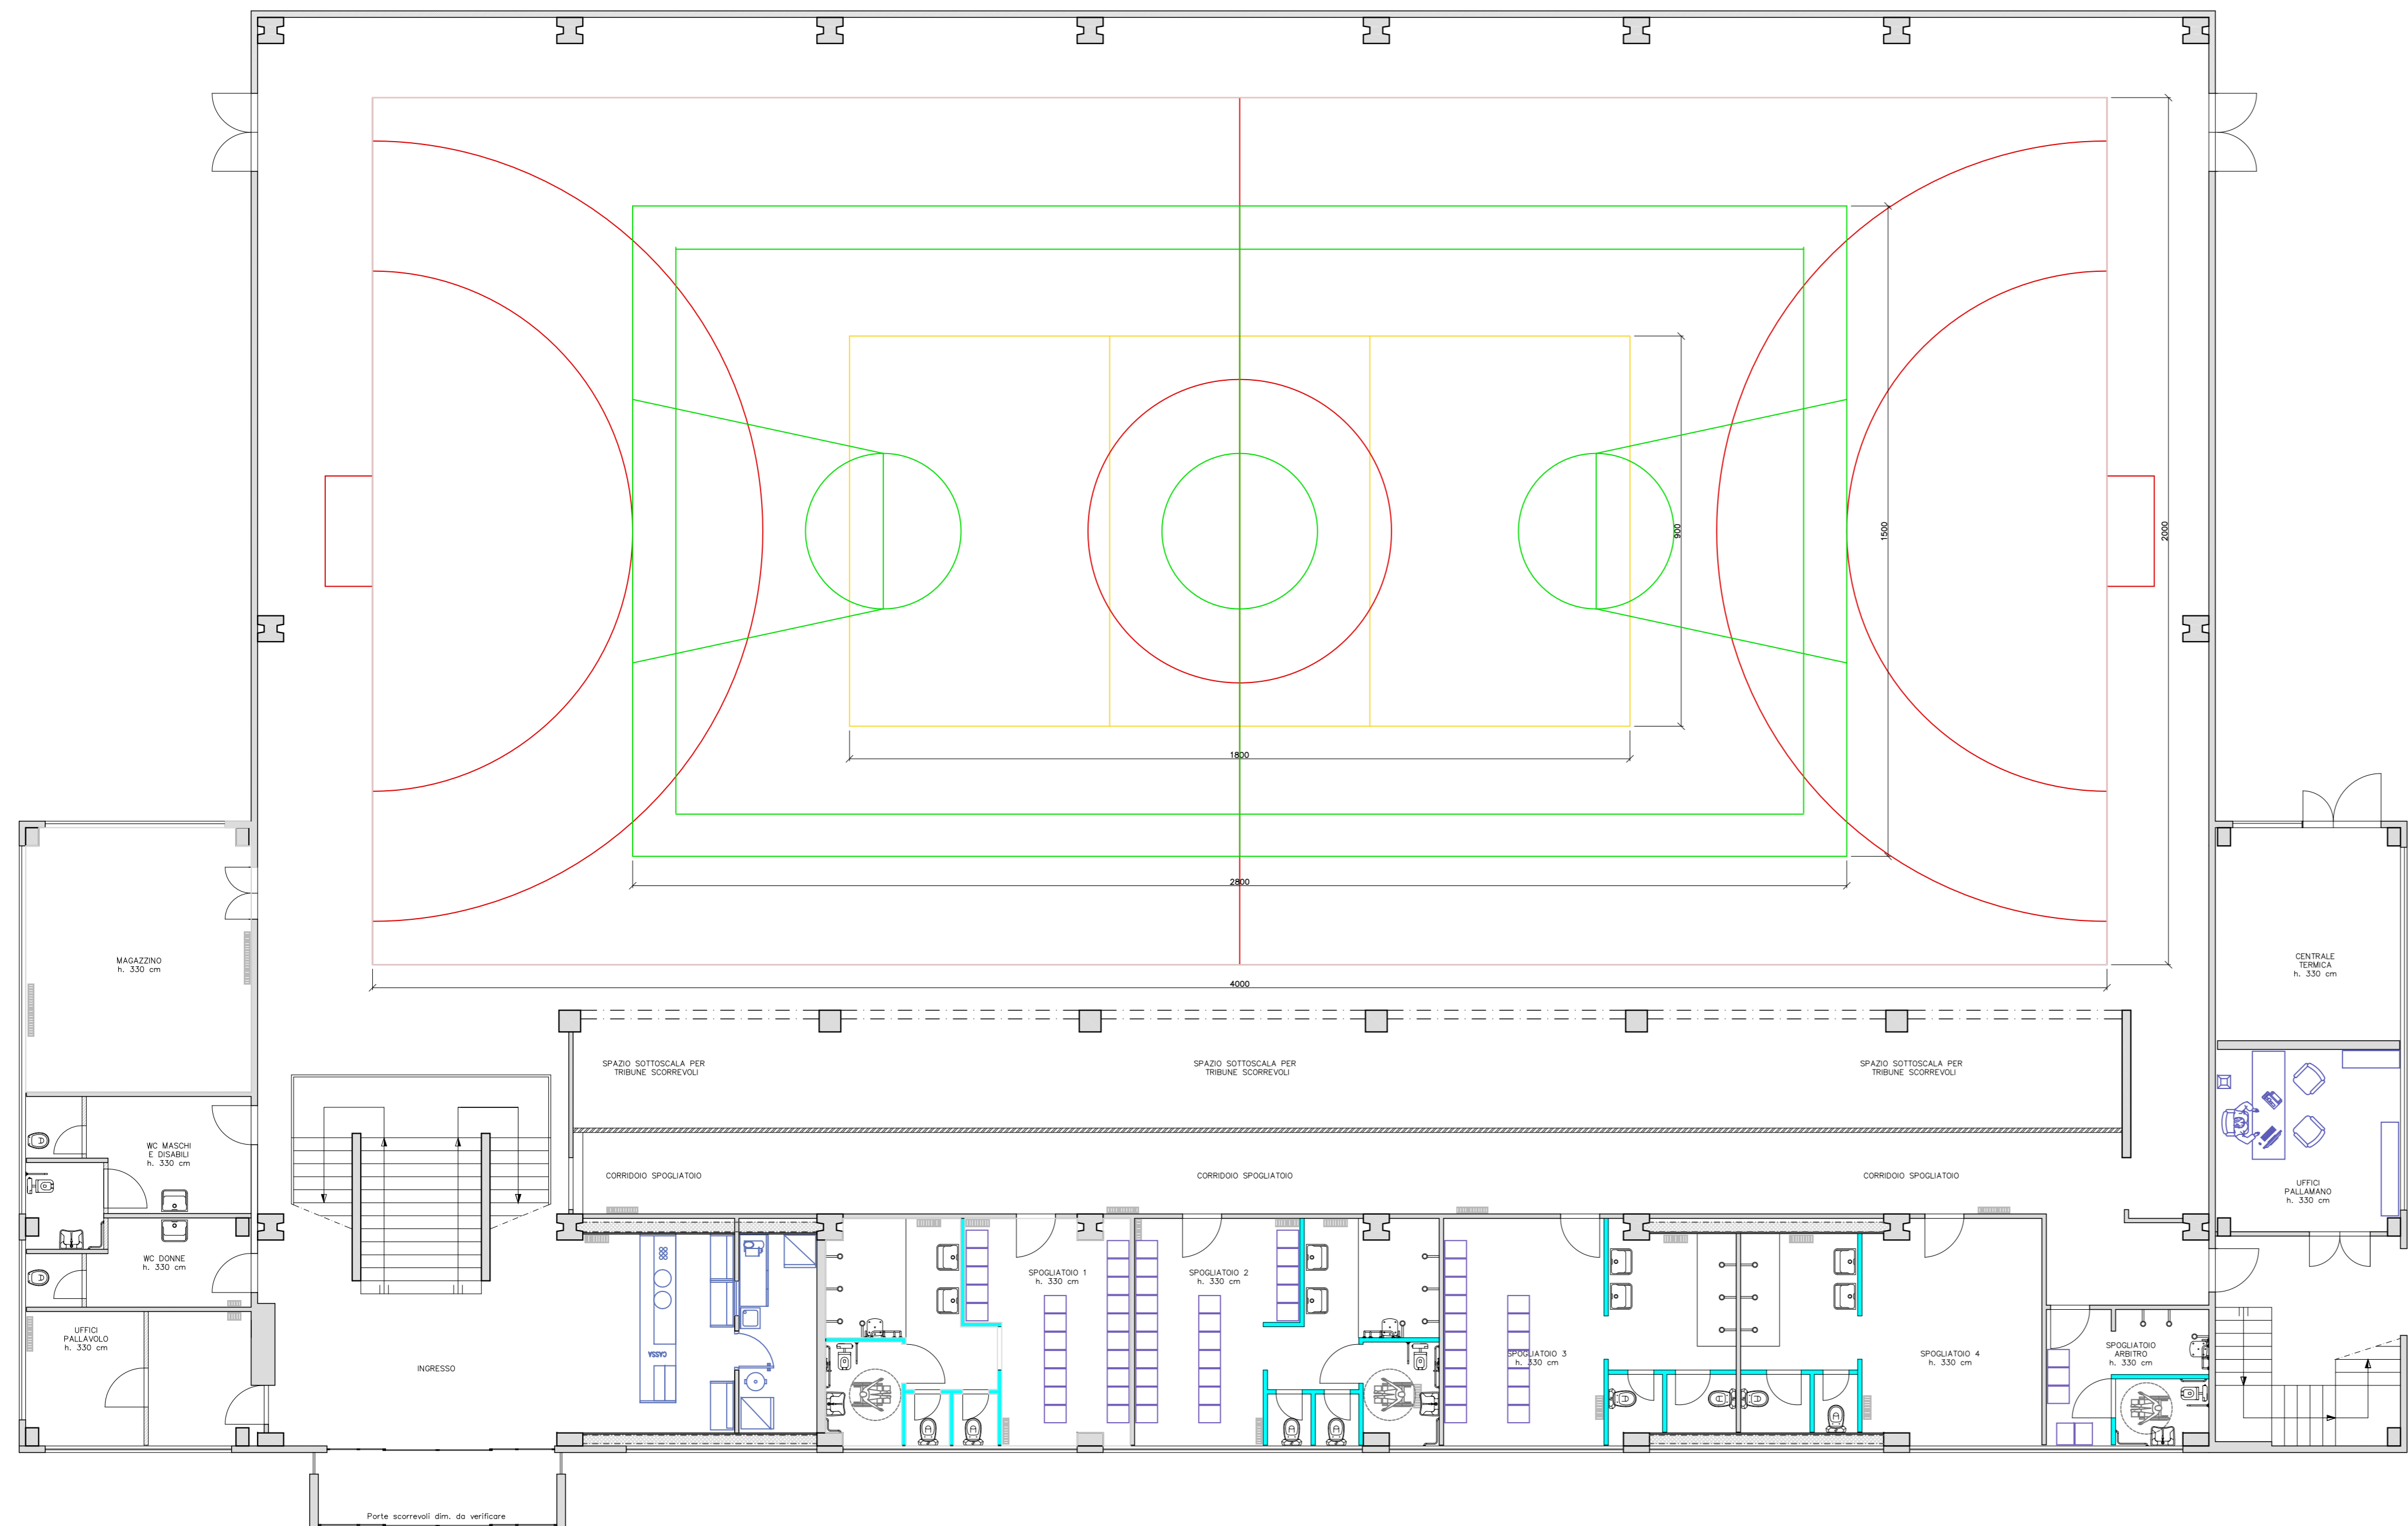 900
1500
2000
1800
2800
4000
MAGAZZINO
h. 330 cm
CENTRALE
TERMICA
h. 330 cm
SPAZIO SOTTOSCALA PER
TRIBUNE SCORREVOLI
SPAZIO SOTTOSCALA PER
TRIBUNE SCORREVOLI
SPAZIO SOTTOSCALA PER
TRIBUNE SCORREVOLI
WC MASCHI
E DISABILI
h. 330 cm
CORRIDOIO SPOGLIATOIO
CORRIDOIO SPOGLIATOIO
CORRIDOIO SPOGLIATOIO
UFFICI
PALLAMANO
h. 330 cm
WC DONNE
h. 330 cm
SPOGLIATOIO 1
h. 330 cm
SPOGLIATOIO 2
h. 330 cm
UFFICI
PALLAVOLO
h. 330 cm
INGRESSO
CASSA
SPOGLIATOIO 3
h. 330 cm
SPOGLIATOIO 4
h. 330 cm
SPOGLIATOIO
ARBITRO
h. 330 cm
Porte scorrevoli dim. da verificare